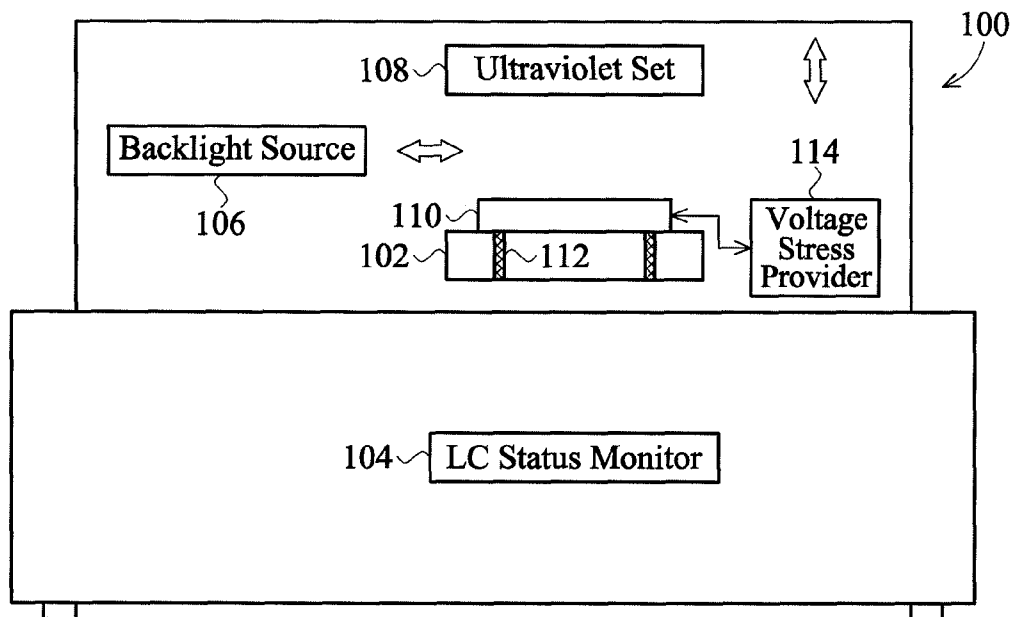 100
108 Ultraviolet Set
Backlight Source
106
114
Voltage
Stress
Provider
110
102
112
104 LC Status Monitor